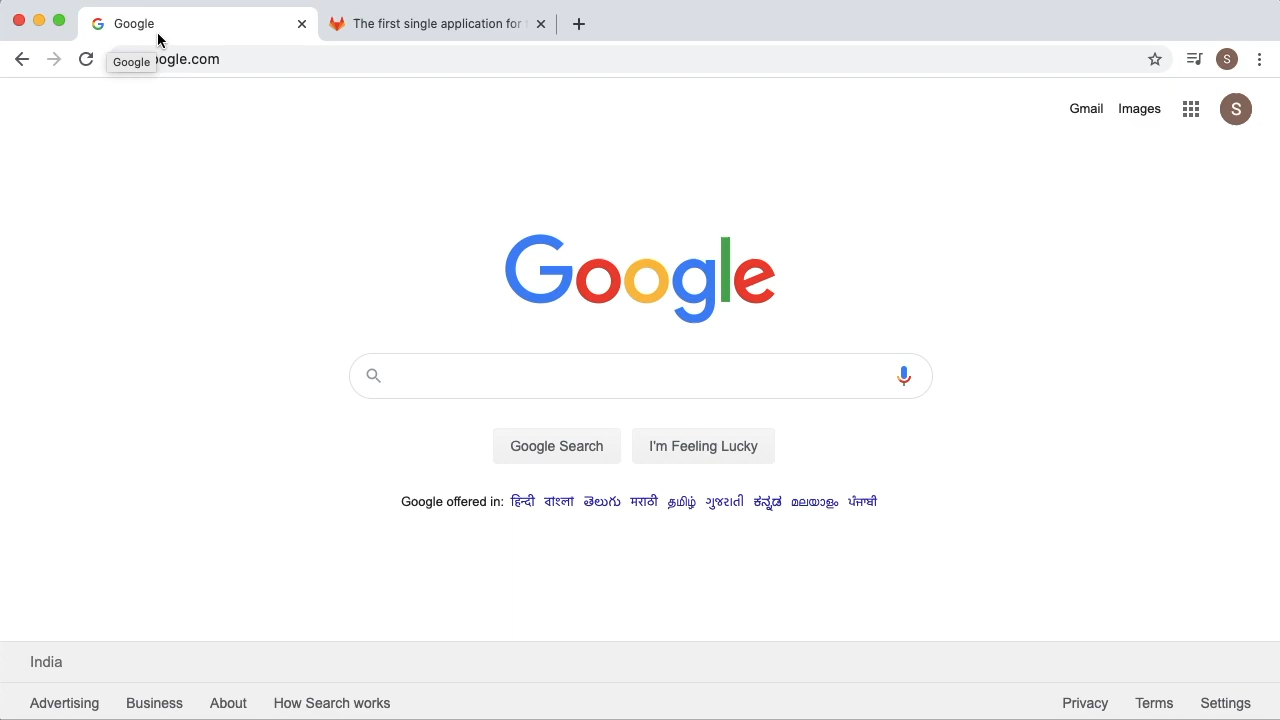 Google
The first single application for
Google
ogle.com
S
Gmail Images
S
Google
Google Search
I'm Feeling Lucky
Google offered in: हिन्दी বাংলা తెలుగు मराठी தமிழ் ગુજરાતી ಕನ್ನಡ മലയാളം ਪੰਜਾਬੀ
India
Advertising Business About How Search works
Privacy Terms Settings